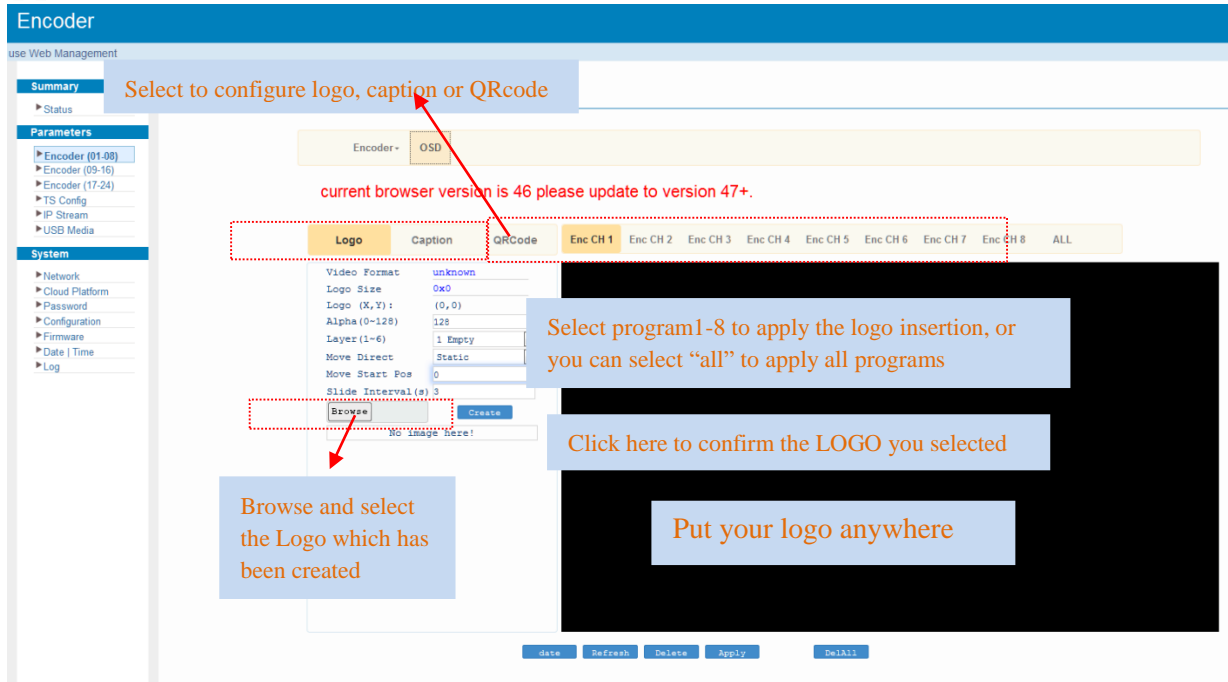 Encoder
use Web Management
Select to configure logo, caption or QRcode
Summary
Status
Parameters
Encoder (01-08)
Encoder (09-16)
Encoder (17-24)
TS Config
IP Stream
USB Media
System
Network
Cloud Platform
Password
Configuration
Firmware
Date | Time
Log
Encoder OSD
current browser version is 46 please update to version 47+.
Logo Caption QRCode Enc CH 1 Enc CH 2 Enc CH 3 Enc CH 4 Enc CH 5 Enc CH 6 Enc CH 7 Enc CH 8 ALL
Video Format unknown
Logo Size 0x0
Logo (X,Y): (0,0)
Alpha(0~128) 128
Layer(1~6) 1 Empty
Move Direct Static
Move Start Pos 0
Slide Interval(s) 3
Browse Create
No image here!
Select program1-8 to apply the logo insertion, or
you can select “all” to apply all programs
Click here to confirm the LOGO you selected
Browse and select
the Logo which has
been created
Put your logo anywhere
date Refresh Delete Apply DelAll